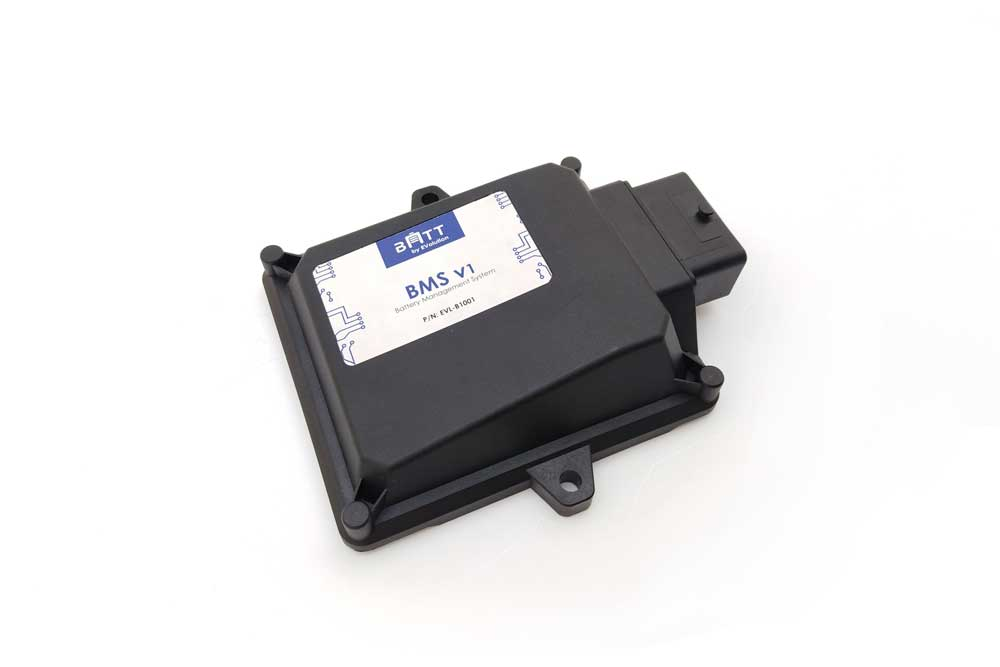 BATT
by EVolution
BMS v1
Battery Management System
P/N: EVL-B1001